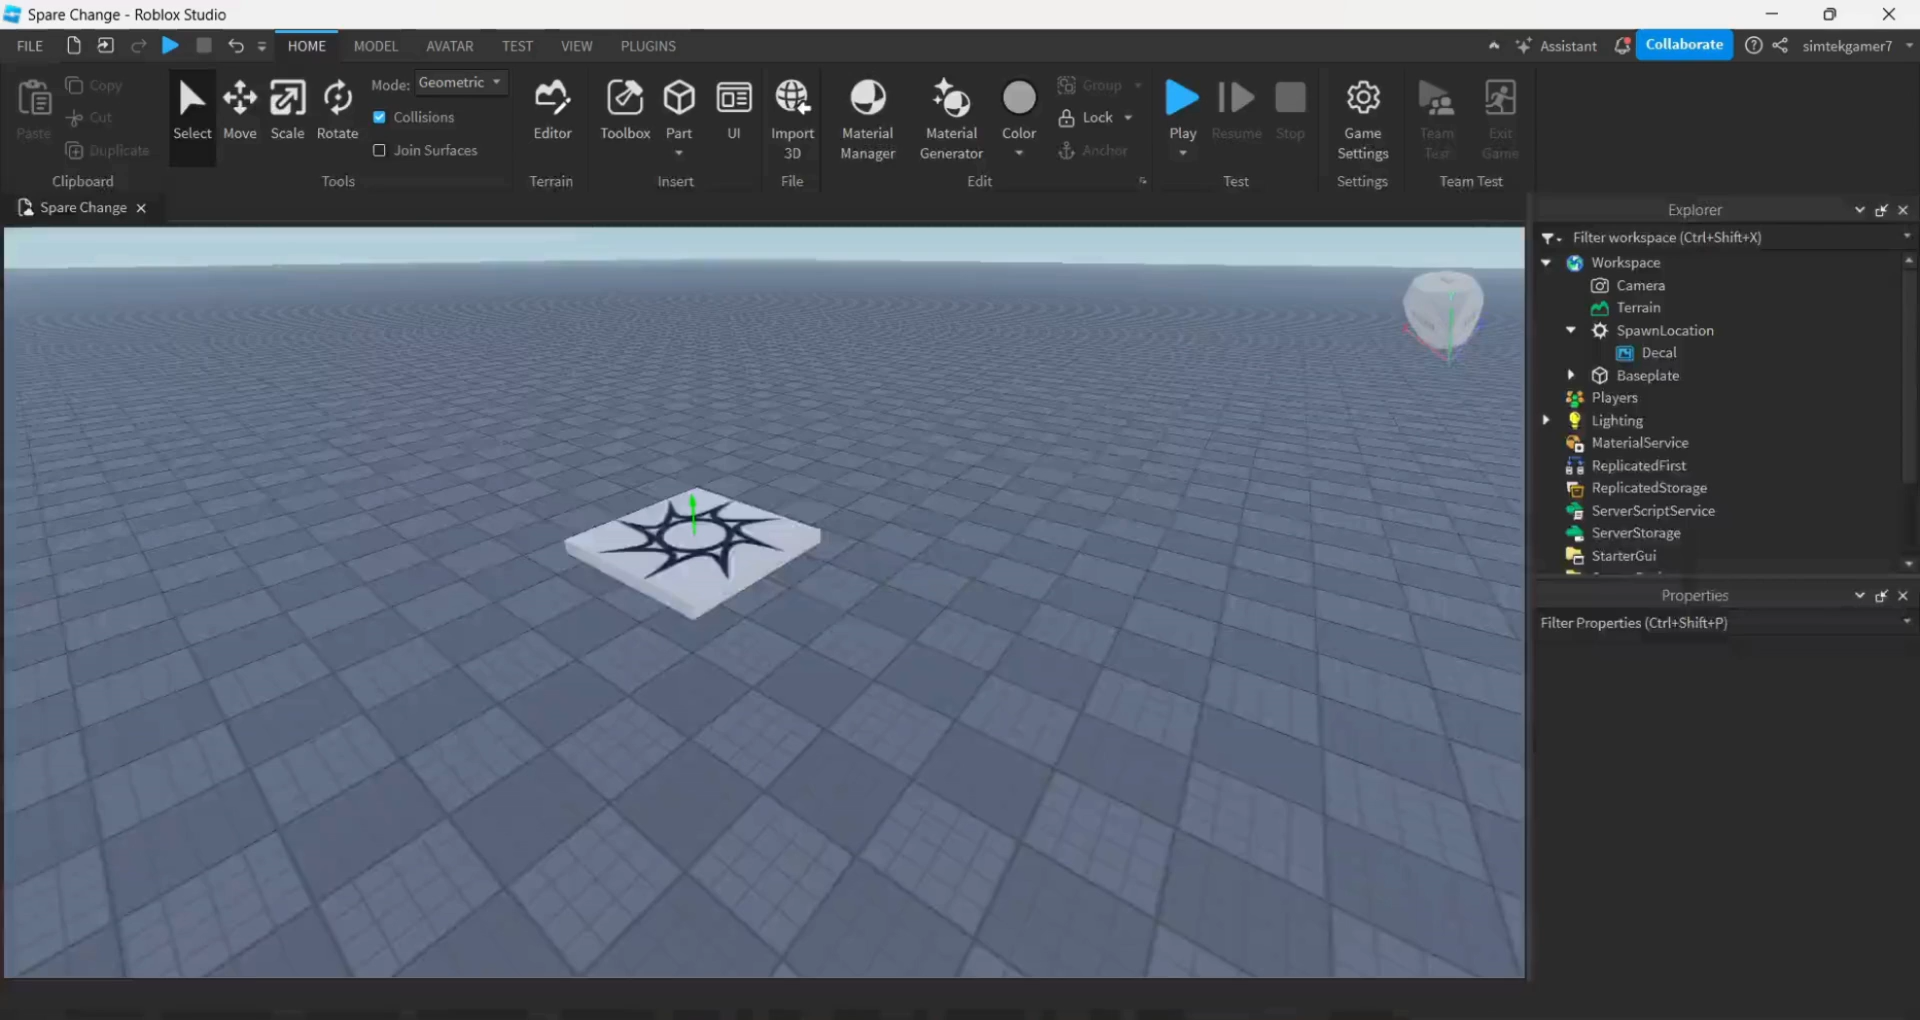 Spare Change - Roblox Studio
FILE
HOME
MODEL
AVATAR
TEST
VIEW
PLUGINS
Assistant
Collaborate
simtekgamer7
Paste
Copy
Cut
Duplicate
Clipboard
Select
Move
Scale
Rotate
Mode: Geometric
Collisions
Join Surfaces
Tools
Editor
Terrain
Toolbox
Part
UI
Insert
Import
3D
File
Material
Manager
Material
Generator
Color
Group
Lock
Anchor
Edit
Play
Resume
Stop
Test
Game
Settings
Settings
Team
Test
Exit
Game
Team Test
Spare Change
Explorer
Filter workspace (Ctrl+Shift+X)
Workspace
Camera
Terrain
SpawnLocation
Decal
Baseplate
Players
Lighting
MaterialService
ReplicatedFirst
ReplicatedStorage
ServerScriptService
ServerStorage
StarterGui
Properties
Filter Properties (Ctrl+Shift+P)